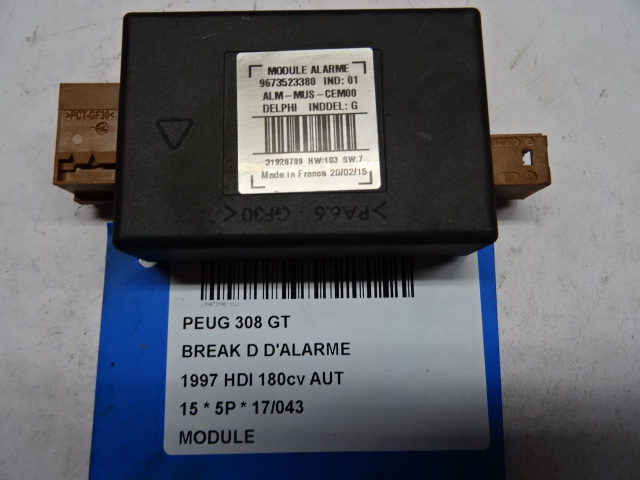 MODULE ALARME
9673523380 IND: 01
ALM-MUS-CEM00
DELPHI INDDEL: G
31928799 HW:103 SW:7
Made in France 20/02/15
>PCT-GF30<
>PA6.6 - GF30<
PEUG 308 GT
BREAK D D'ALARME
1997 HDI 180cv AUT
15 * 5P * 17/043
MODULE